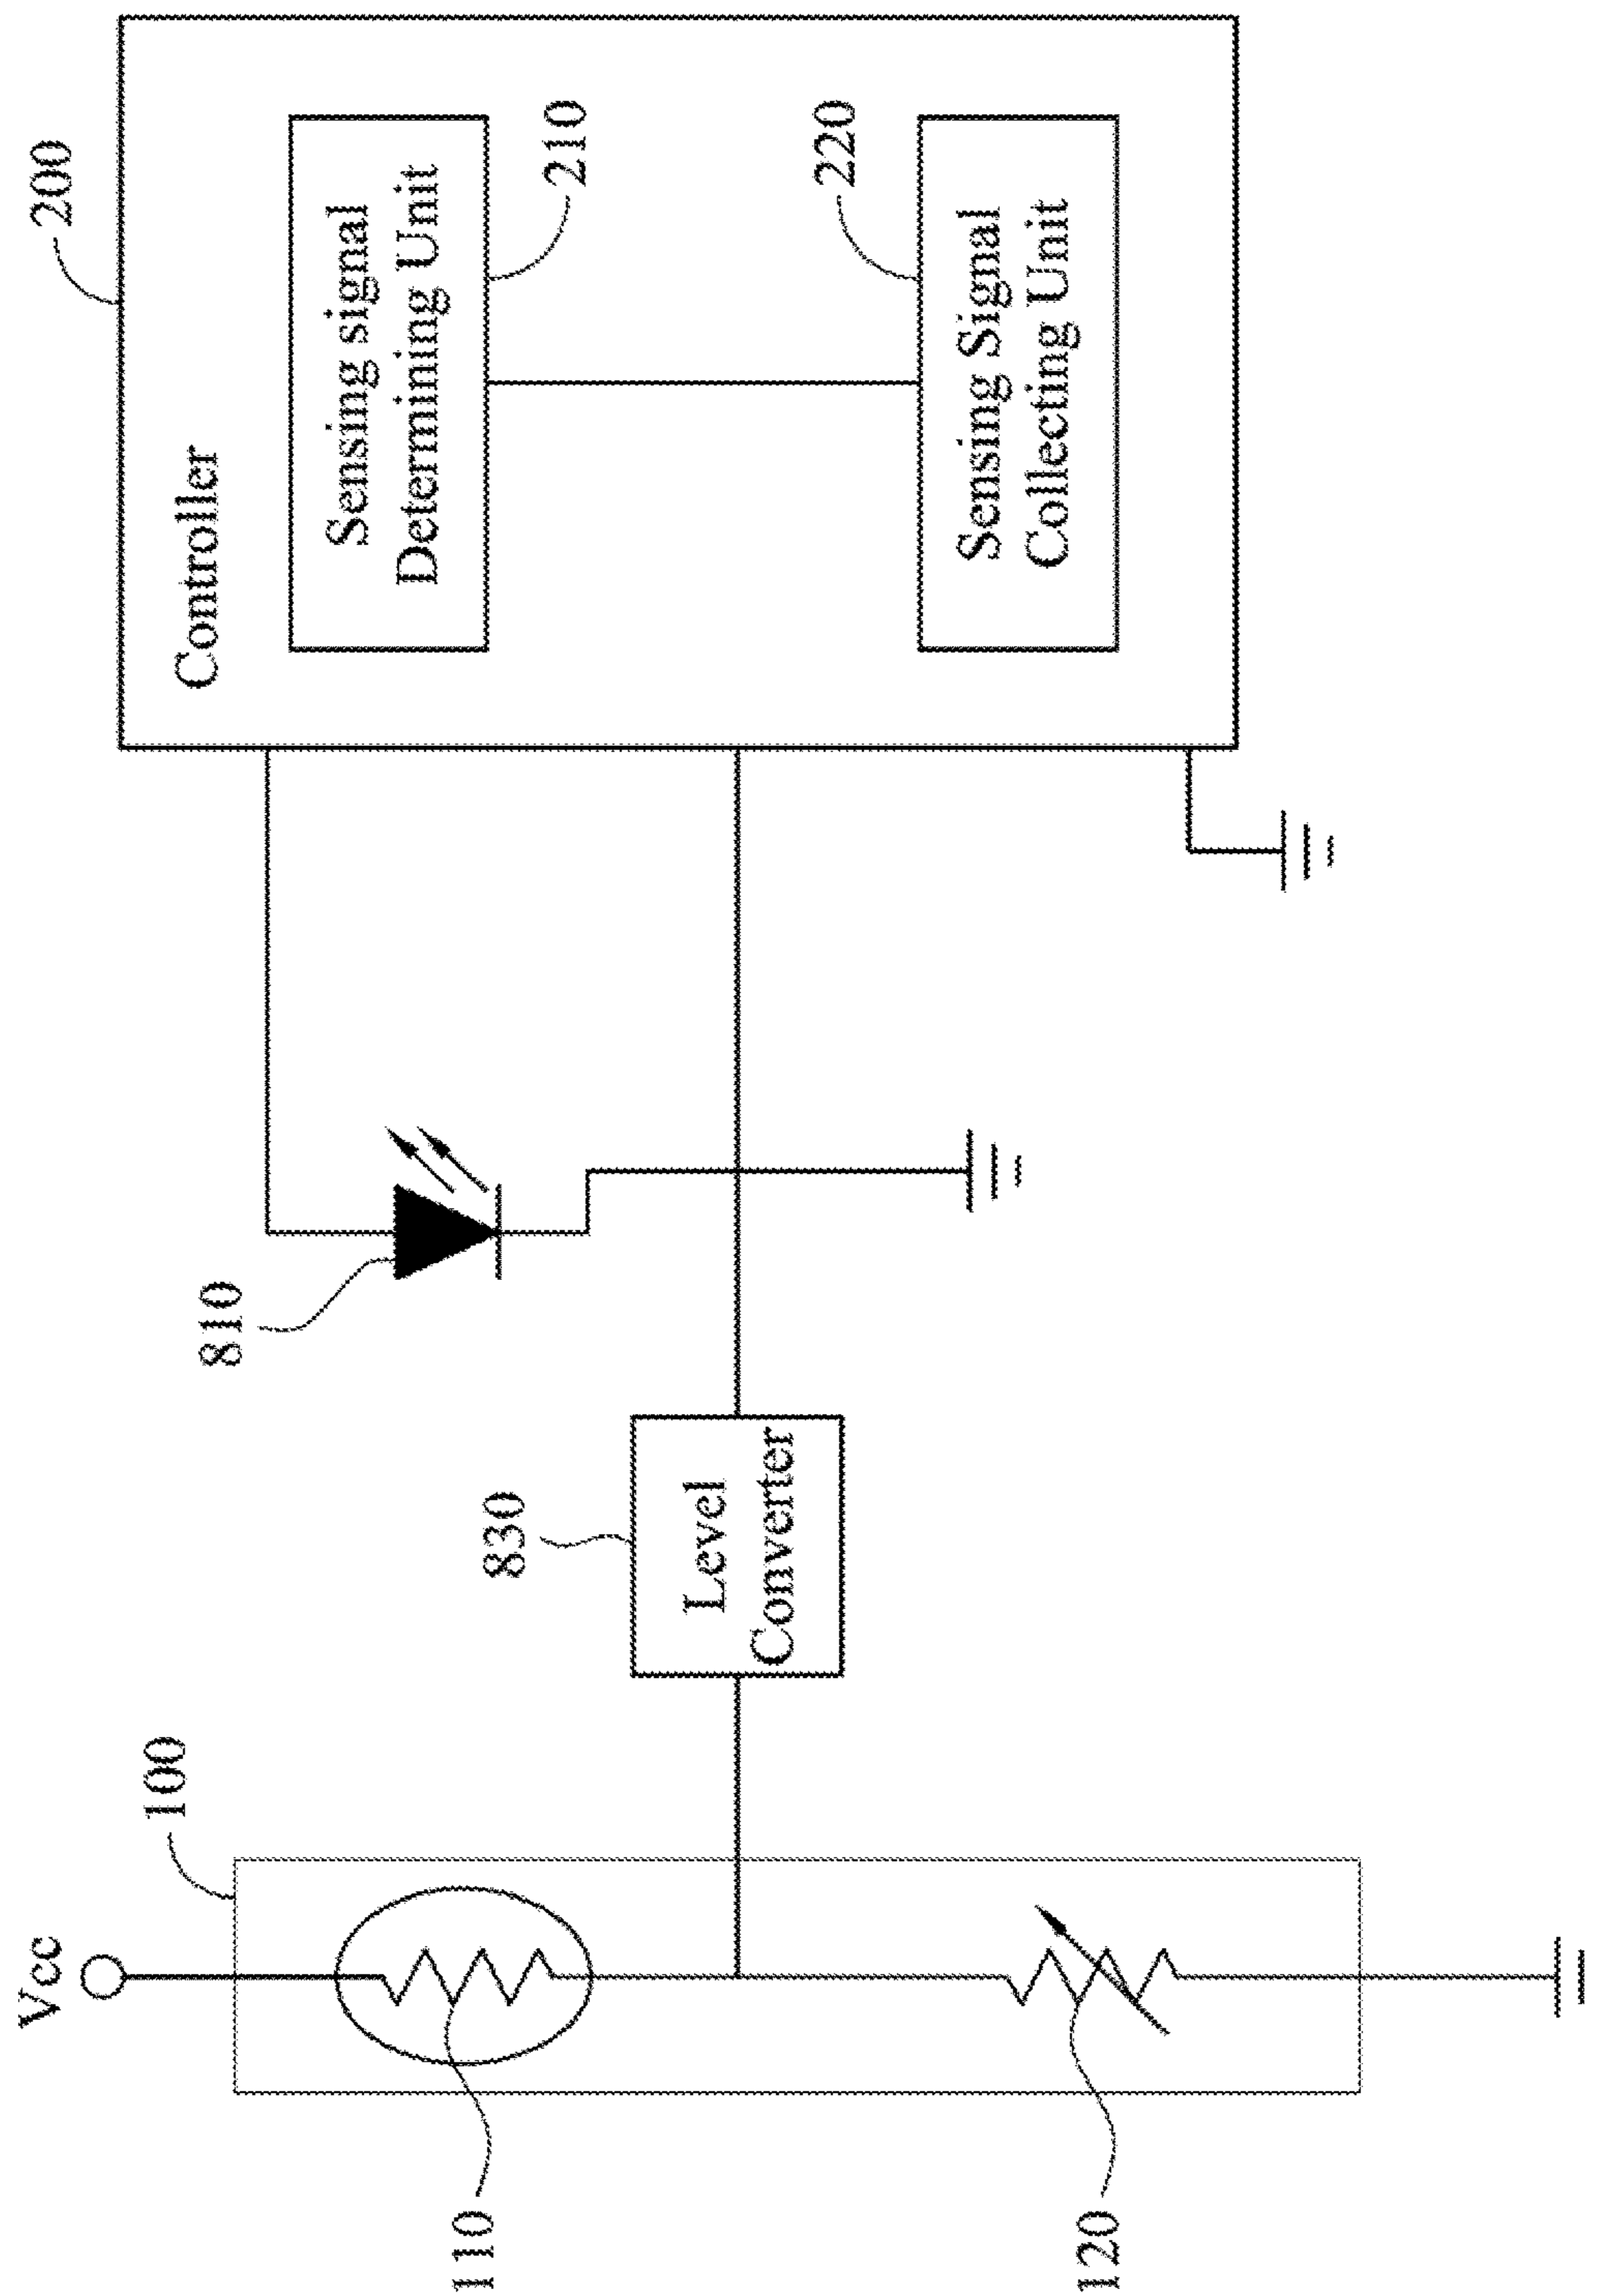 Vcc
100
110
120
830
Level
Converter
810
200
Controller
Sensing signal
Determining Unit
210
220
Sensing Signal
Collecting Unit